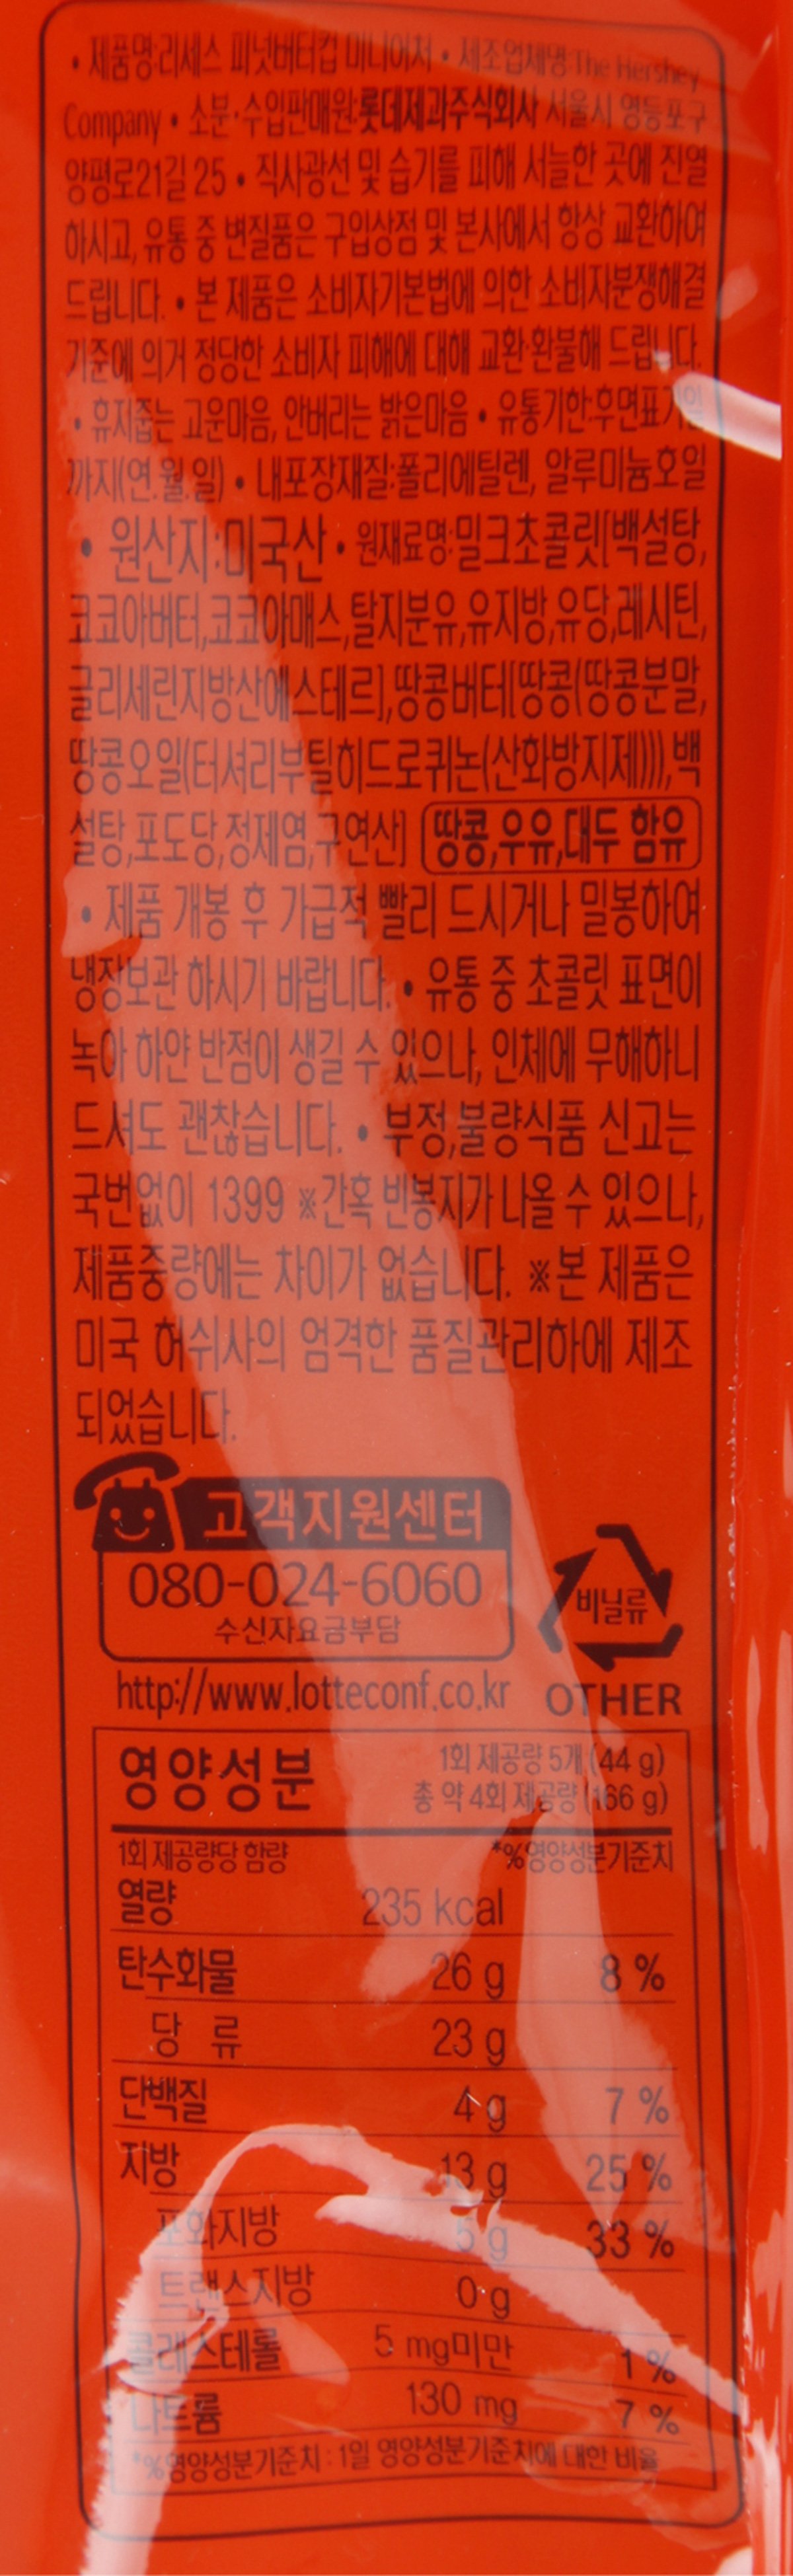 • 제품명:리세스 피넛버터컵 미니어처 • 제조업체명:The Hershey
Company • 소분·수입판매원:롯데제과주식회사 서울시 영등포구
양평로21길 25 • 직사광선 및 습기를 피해 서늘한 곳에 진열
하시고, 유통 중 변질품은 구입상점 및 본사에서 항상 교환하여
드립니다. • 본 제품은 소비자기본법에 의한 소비자분쟁해결
기준에 의거 정당한 소비자 피해에 대해 교환·환불해 드립니다.
• 휴지줍는 고운마음, 안버리는 밝은마음 • 유통기한:후면표기일
까지(연.월.일) • 내포장재질:폴리에틸렌, 알루미늄호일
• 원산지:미국산 • 원재료명:밀크초콜릿[백설탕,
코코아버터,코코아매스,탈지분유,유지방,유당,레시틴,
글리세린지방산에스테르],땅콩버터[땅콩(땅콩분말,
땅콩오일(터셔리부틸히드로퀴논(산화방지제))),백
설탕,포도당,정제염,구연산] 땅콩,우유,대두 함유
• 제품 개봉 후 가급적 빨리 드시거나 밀봉하여
냉장보관 하시기 바랍니다. • 유통 중 초콜릿 표면이
녹아 하얀 반점이 생길 수 있으나, 인체에 무해하니
드셔도 괜찮습니다. • 부정,불량식품 신고는
국번없이 1399 ※간혹 빈봉지가 나올 수 있으나,
제품중량에는 차이가 없습니다. ※본 제품은
미국 허쉬사의 엄격한 품질관리하에 제조
되었습니다.
고객지원센터
080-024-6060
수신자요금부담
비닐류
http://www.lotteconf.co.kr OTHER
영양성분
1회 제공량 5개 (44 g)
총 약 4회 제공량 (166 g)
1회 제공량당 함량 *%영양성분기준치
열량 235 kcal
탄수화물 26 g 8 %
당 류 23 g
단백질 4 g 7 %
지방 13 g 25 %
포화지방 5 g 33 %
트랜스지방 0 g
콜레스테롤 5 mg미만 1 %
나트륨 130 mg 7 %
*%영양성분기준치 : 1일 영양성분기준치에 대한 비율